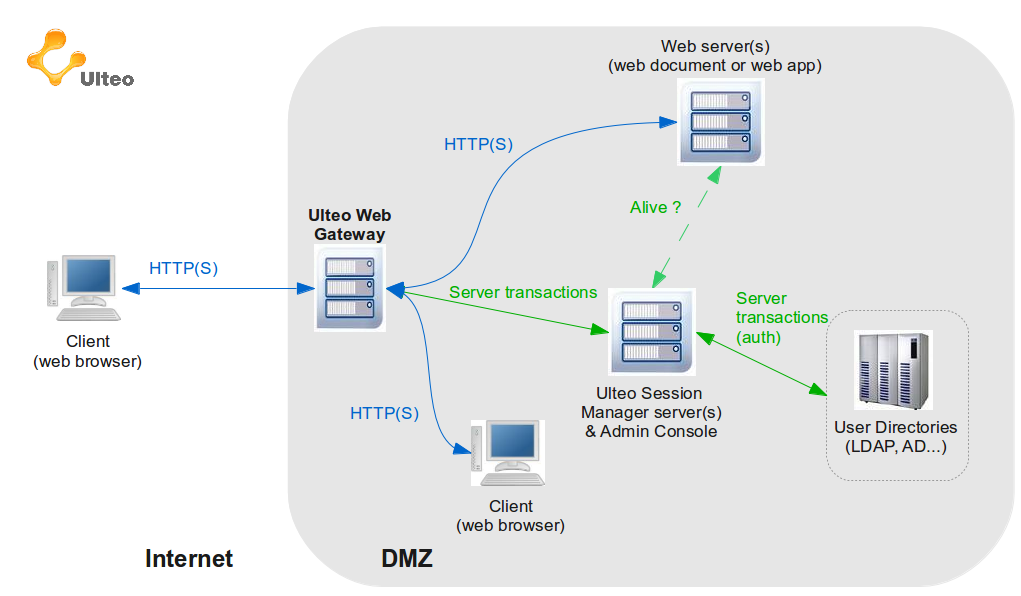 Ulteo
Web server(s)
(web document or web app)
HTTP(S)
Alive ?
Ulteo Web
Gateway
HTTP(S)
Server transactions
Server
transactions
(auth)
Client
(web browser)
Ulteo Session
Manager server(s)
& Admin Console
User Directories
(LDAP, AD...)
HTTP(S)
Client
(web browser)
Internet
DMZ